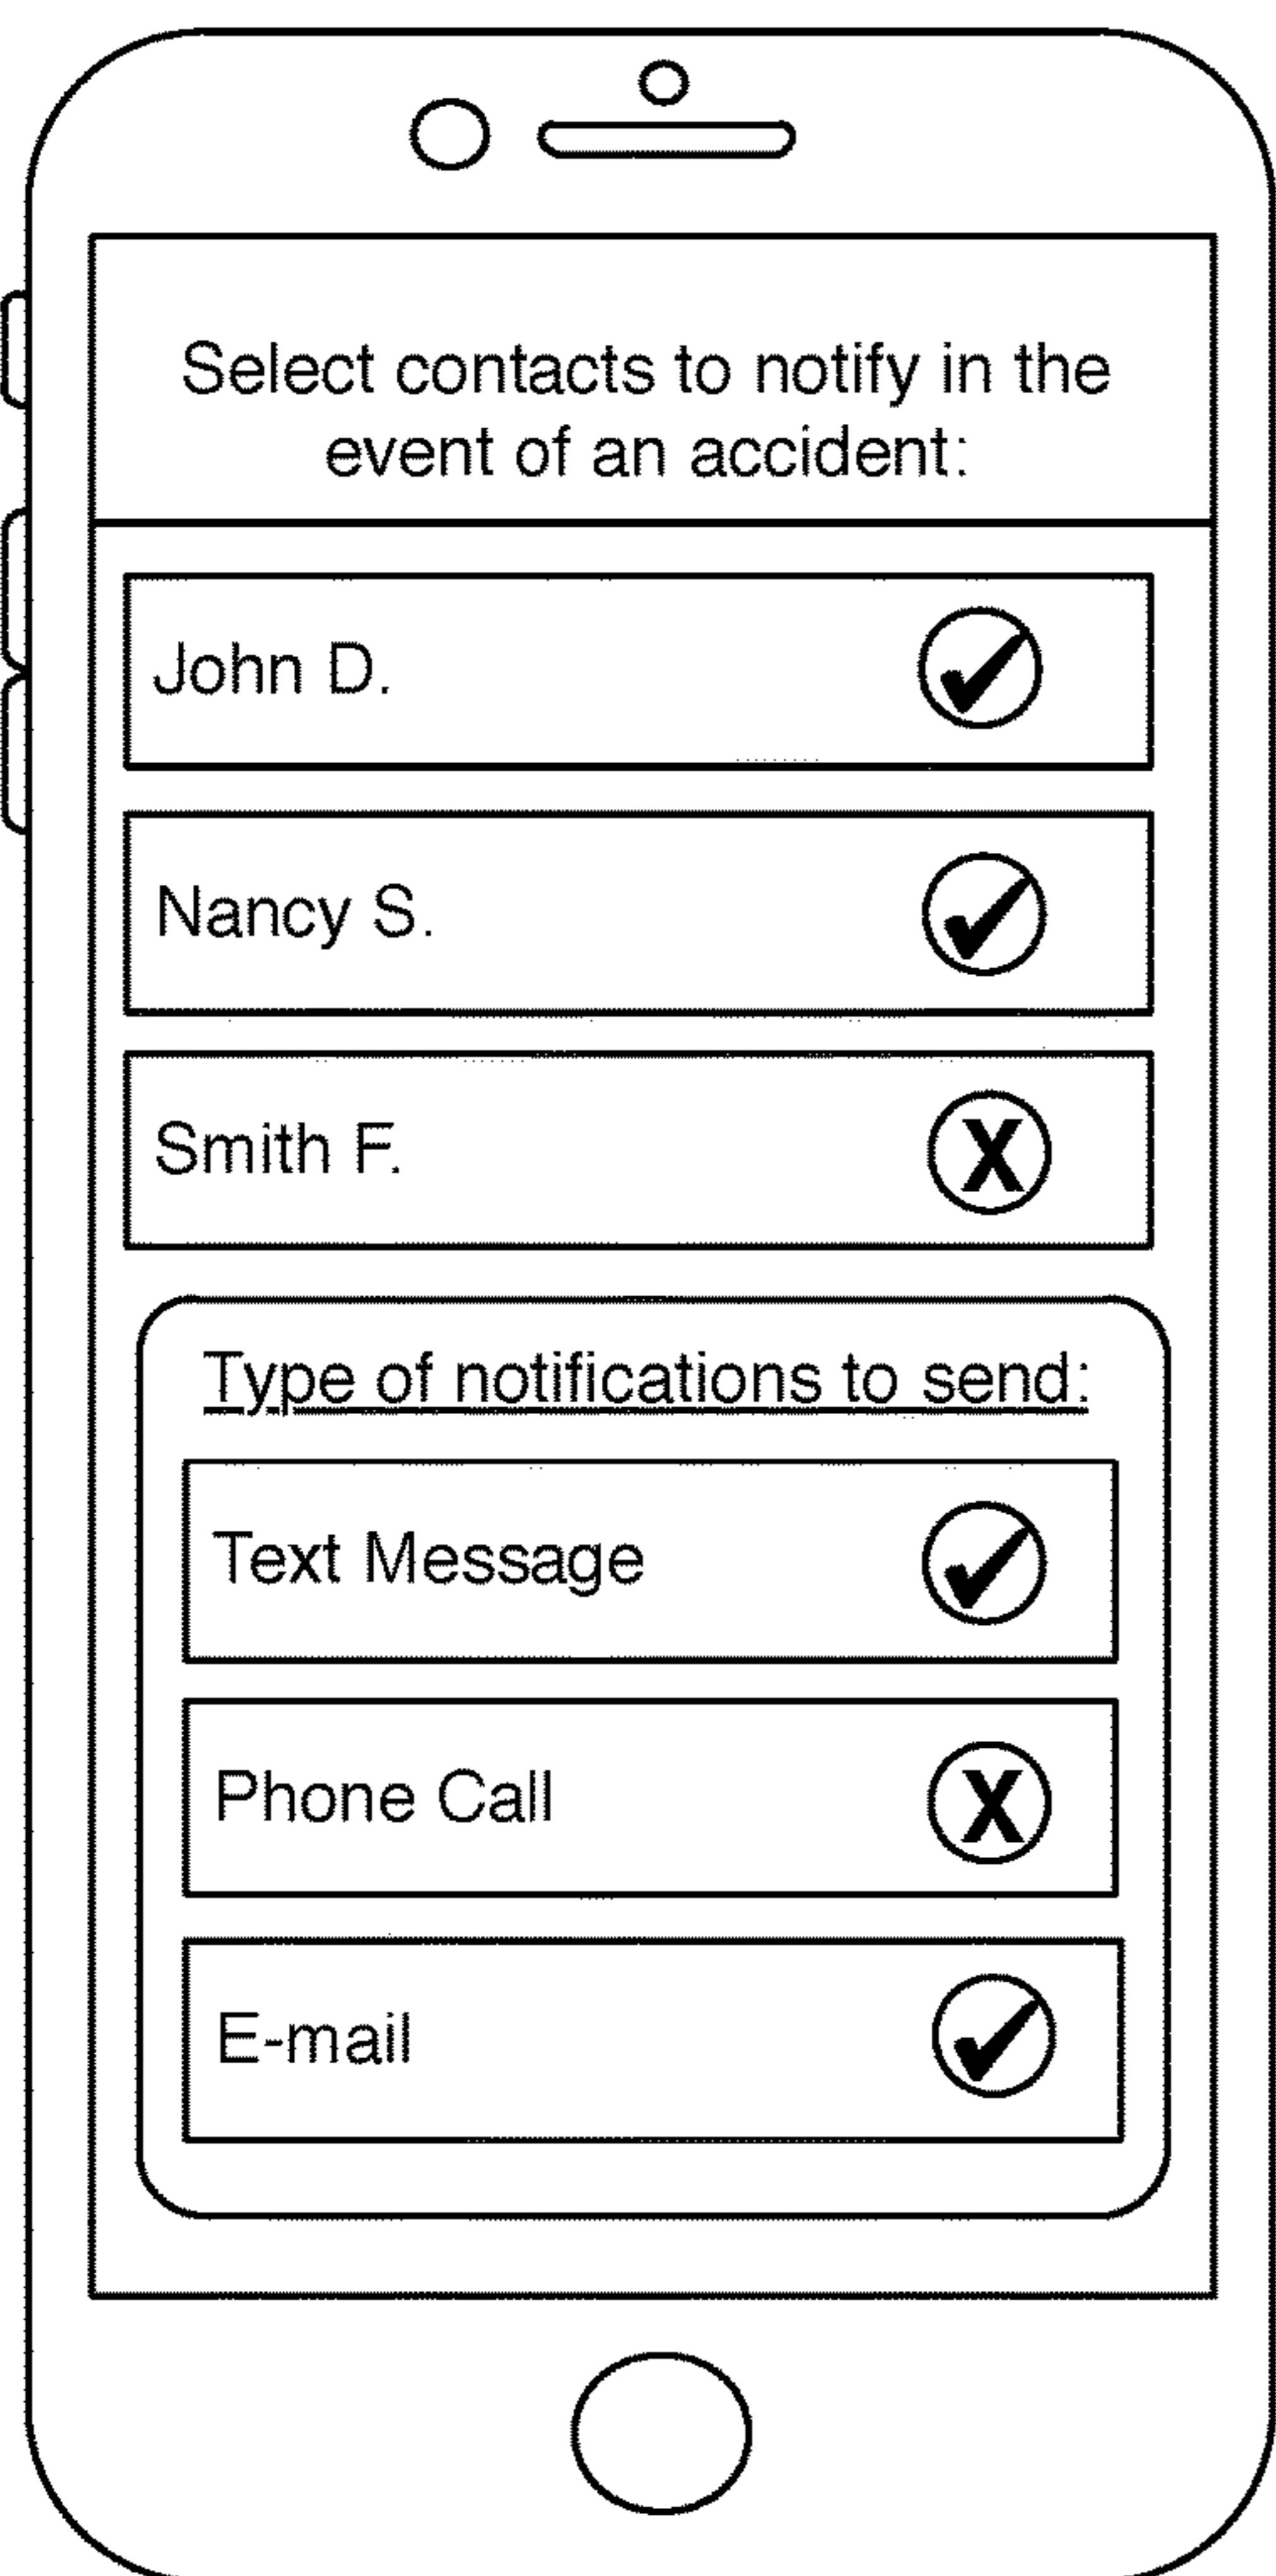 Select contacts to notify in the
event of an accident:
John D.
Nancy S.
Smith F.
X
Type of notifications to send:
Text Message
Phone Call
X
E-mail